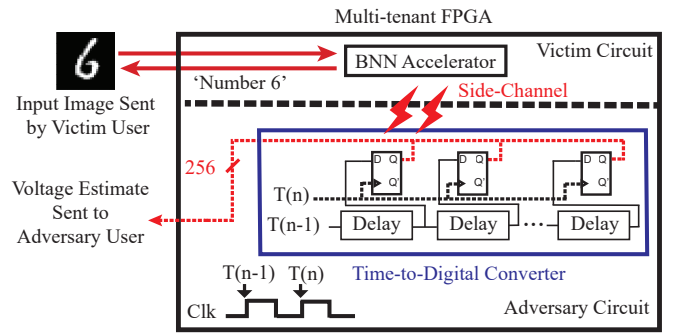 Multi-tenant FPGA
6
BNN Accelerator
Victim Circuit
'Number 6'
Side-Channel
Input Image Sent
by Victim User
256
D Q
Q'
D Q
Q'
D Q
Q'
Voltage Estimate
Sent to
Adversary User
T(n)
T(n-1)
Delay
Delay
...
Delay
Time-to-Digital Converter
T(n-1) T(n)
Clk
Adversary Circuit